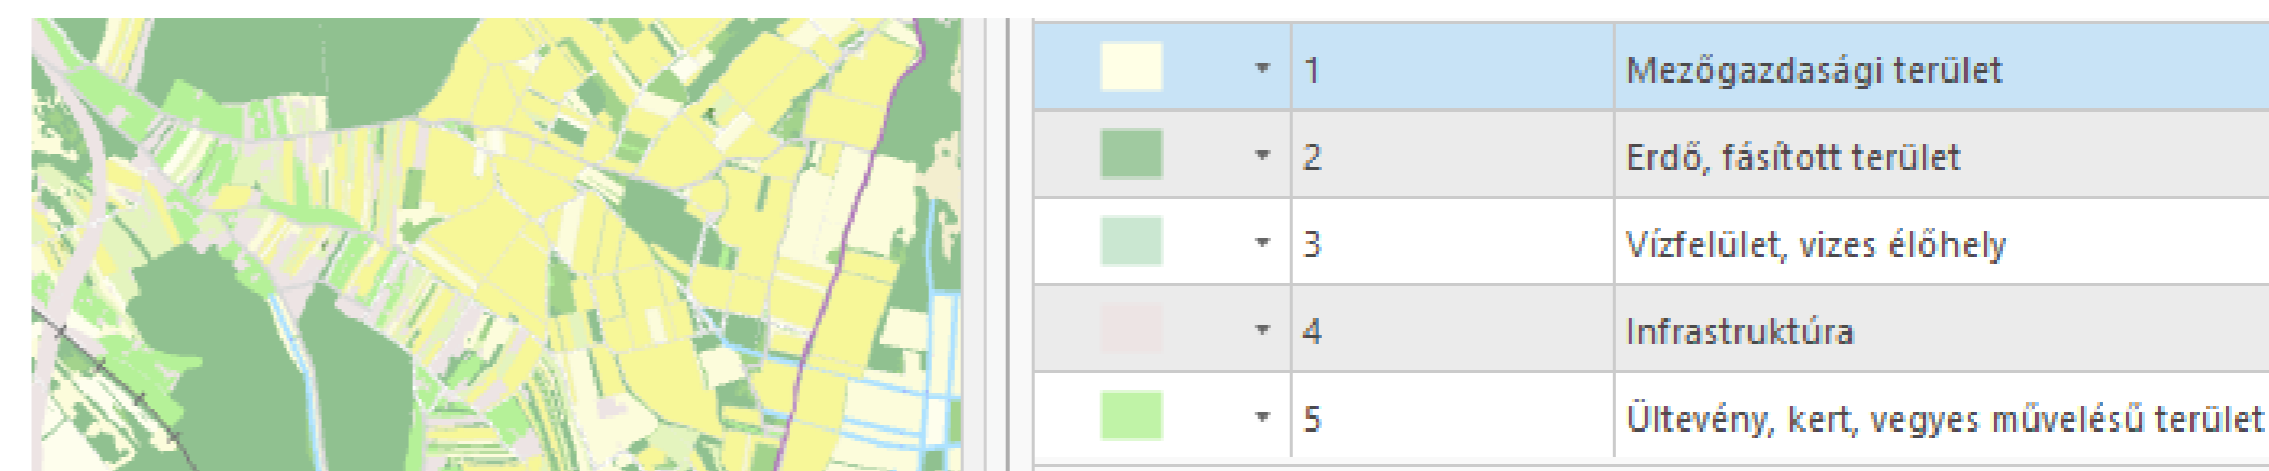 1 Mezőgazdasági terület
2 Erdő, fásított terület
3 Vízfelület, vizes élőhely
4 Infrastruktúra
5 Ültevény, kert, vegyes művelésű terület